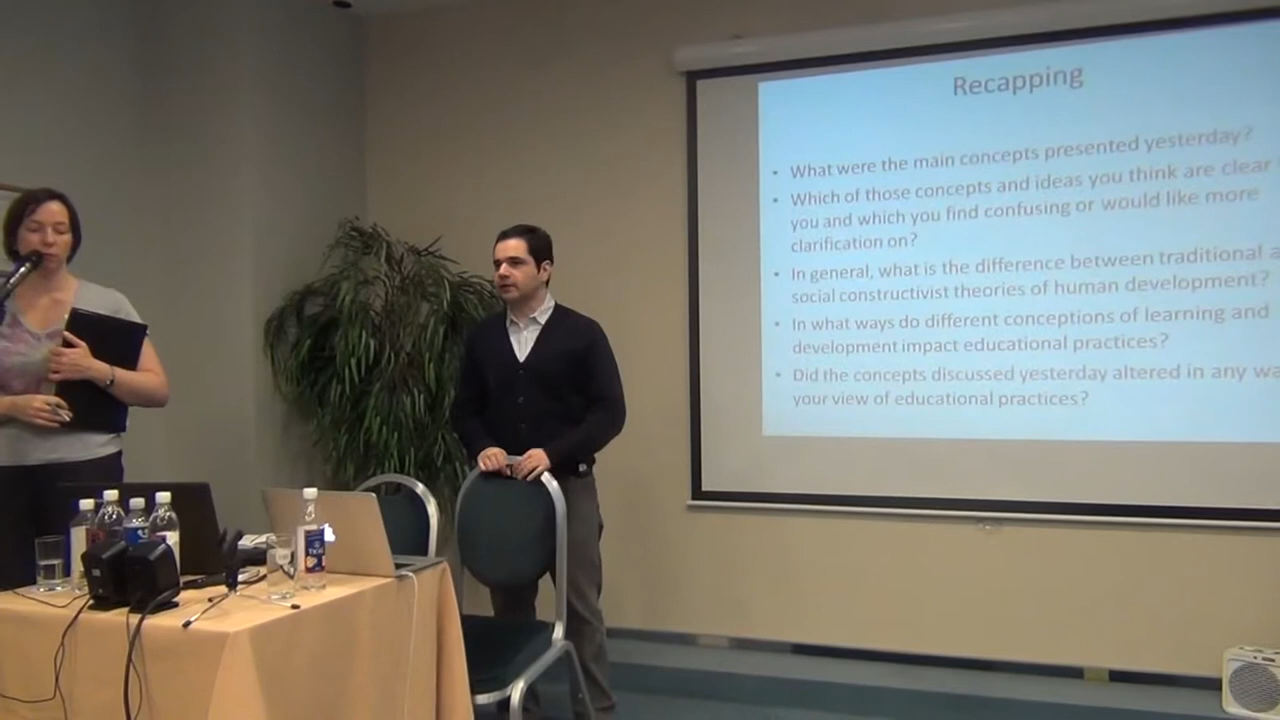 Recapping
• What were the main concepts presented yesterday?
• Which of those concepts and ideas you think are clear
you and which you find confusing or would like more
clarification on?
• In general, what is the difference between traditional a
social constructivist theories of human development?
• In what ways do different conceptions of learning and
development impact educational practices?
• Did the concepts discussed yesterday altered in any wa
your view of educational practices?